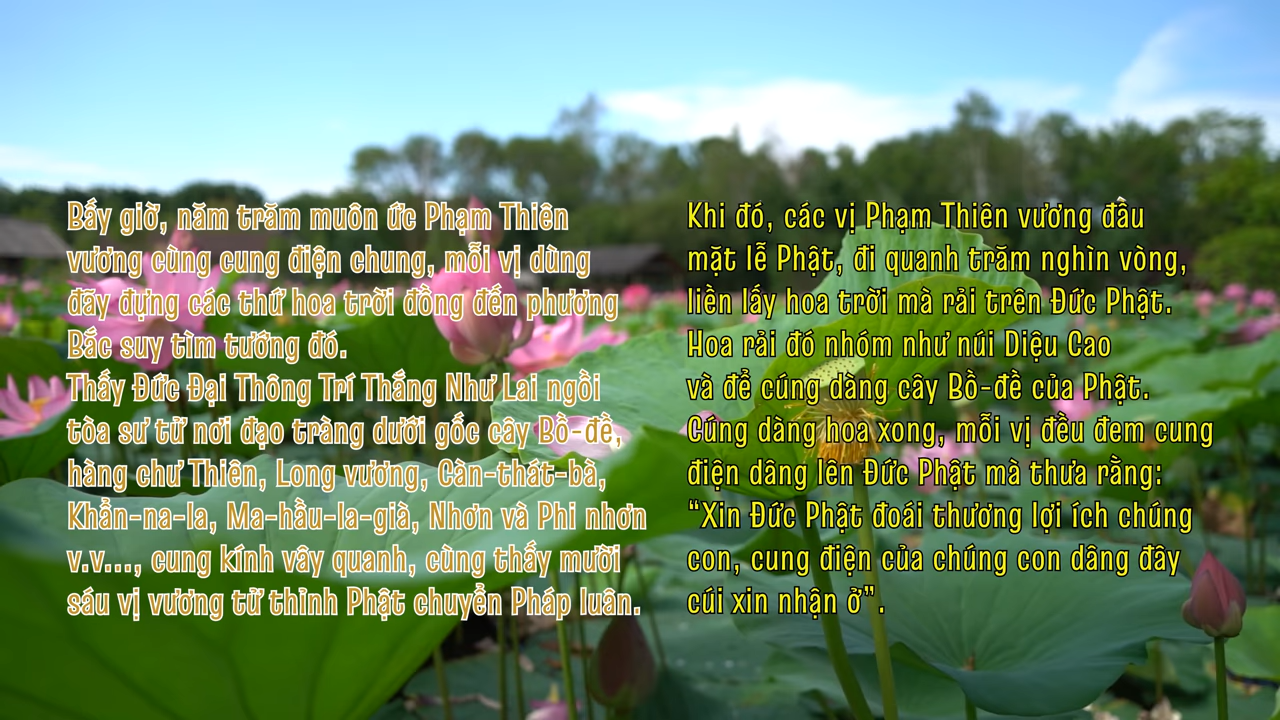 Bấy giờ, năm trăm muôn ức Phạm Thiên
vương cùng cung điện chung, mỗi vị dùng
đãy đựng các thứ hoa trời đồng đến phương
Bắc suy tìm tướng đó.
Thấy Đức Đại Thông Trí Thắng Như Lai ngồi
tòa sư tử nơi đạo tràng dưới gốc cây Bồ-đề,
hàng chư Thiên, Long vương, Càn-thát-bà,
Khẩn-na-la, Ma-hầu-la-già, Nhơn và Phi nhơn
v.v..., cung kính vây quanh, cùng thấy mười
sáu vị vương tử thỉnh Phật chuyển Pháp luân.
Khi đó, các vị Phạm Thiên vương đầu
mặt lễ Phật, đi quanh trăm nghìn vòng,
liền lấy hoa trời mà rải trên Đức Phật.
Hoa rải đó nhóm như núi Diệu Cao
và để cúng dàng cây Bồ-đề của Phật.
Cúng dàng hoa xong, mỗi vị đều đem cung
điện dâng lên Đức Phật mà thưa rằng:
“Xin Đức Phật đoái thương lợi ích chúng
con, cung điện của chúng con dâng đây
cúi xin nhận ở”.